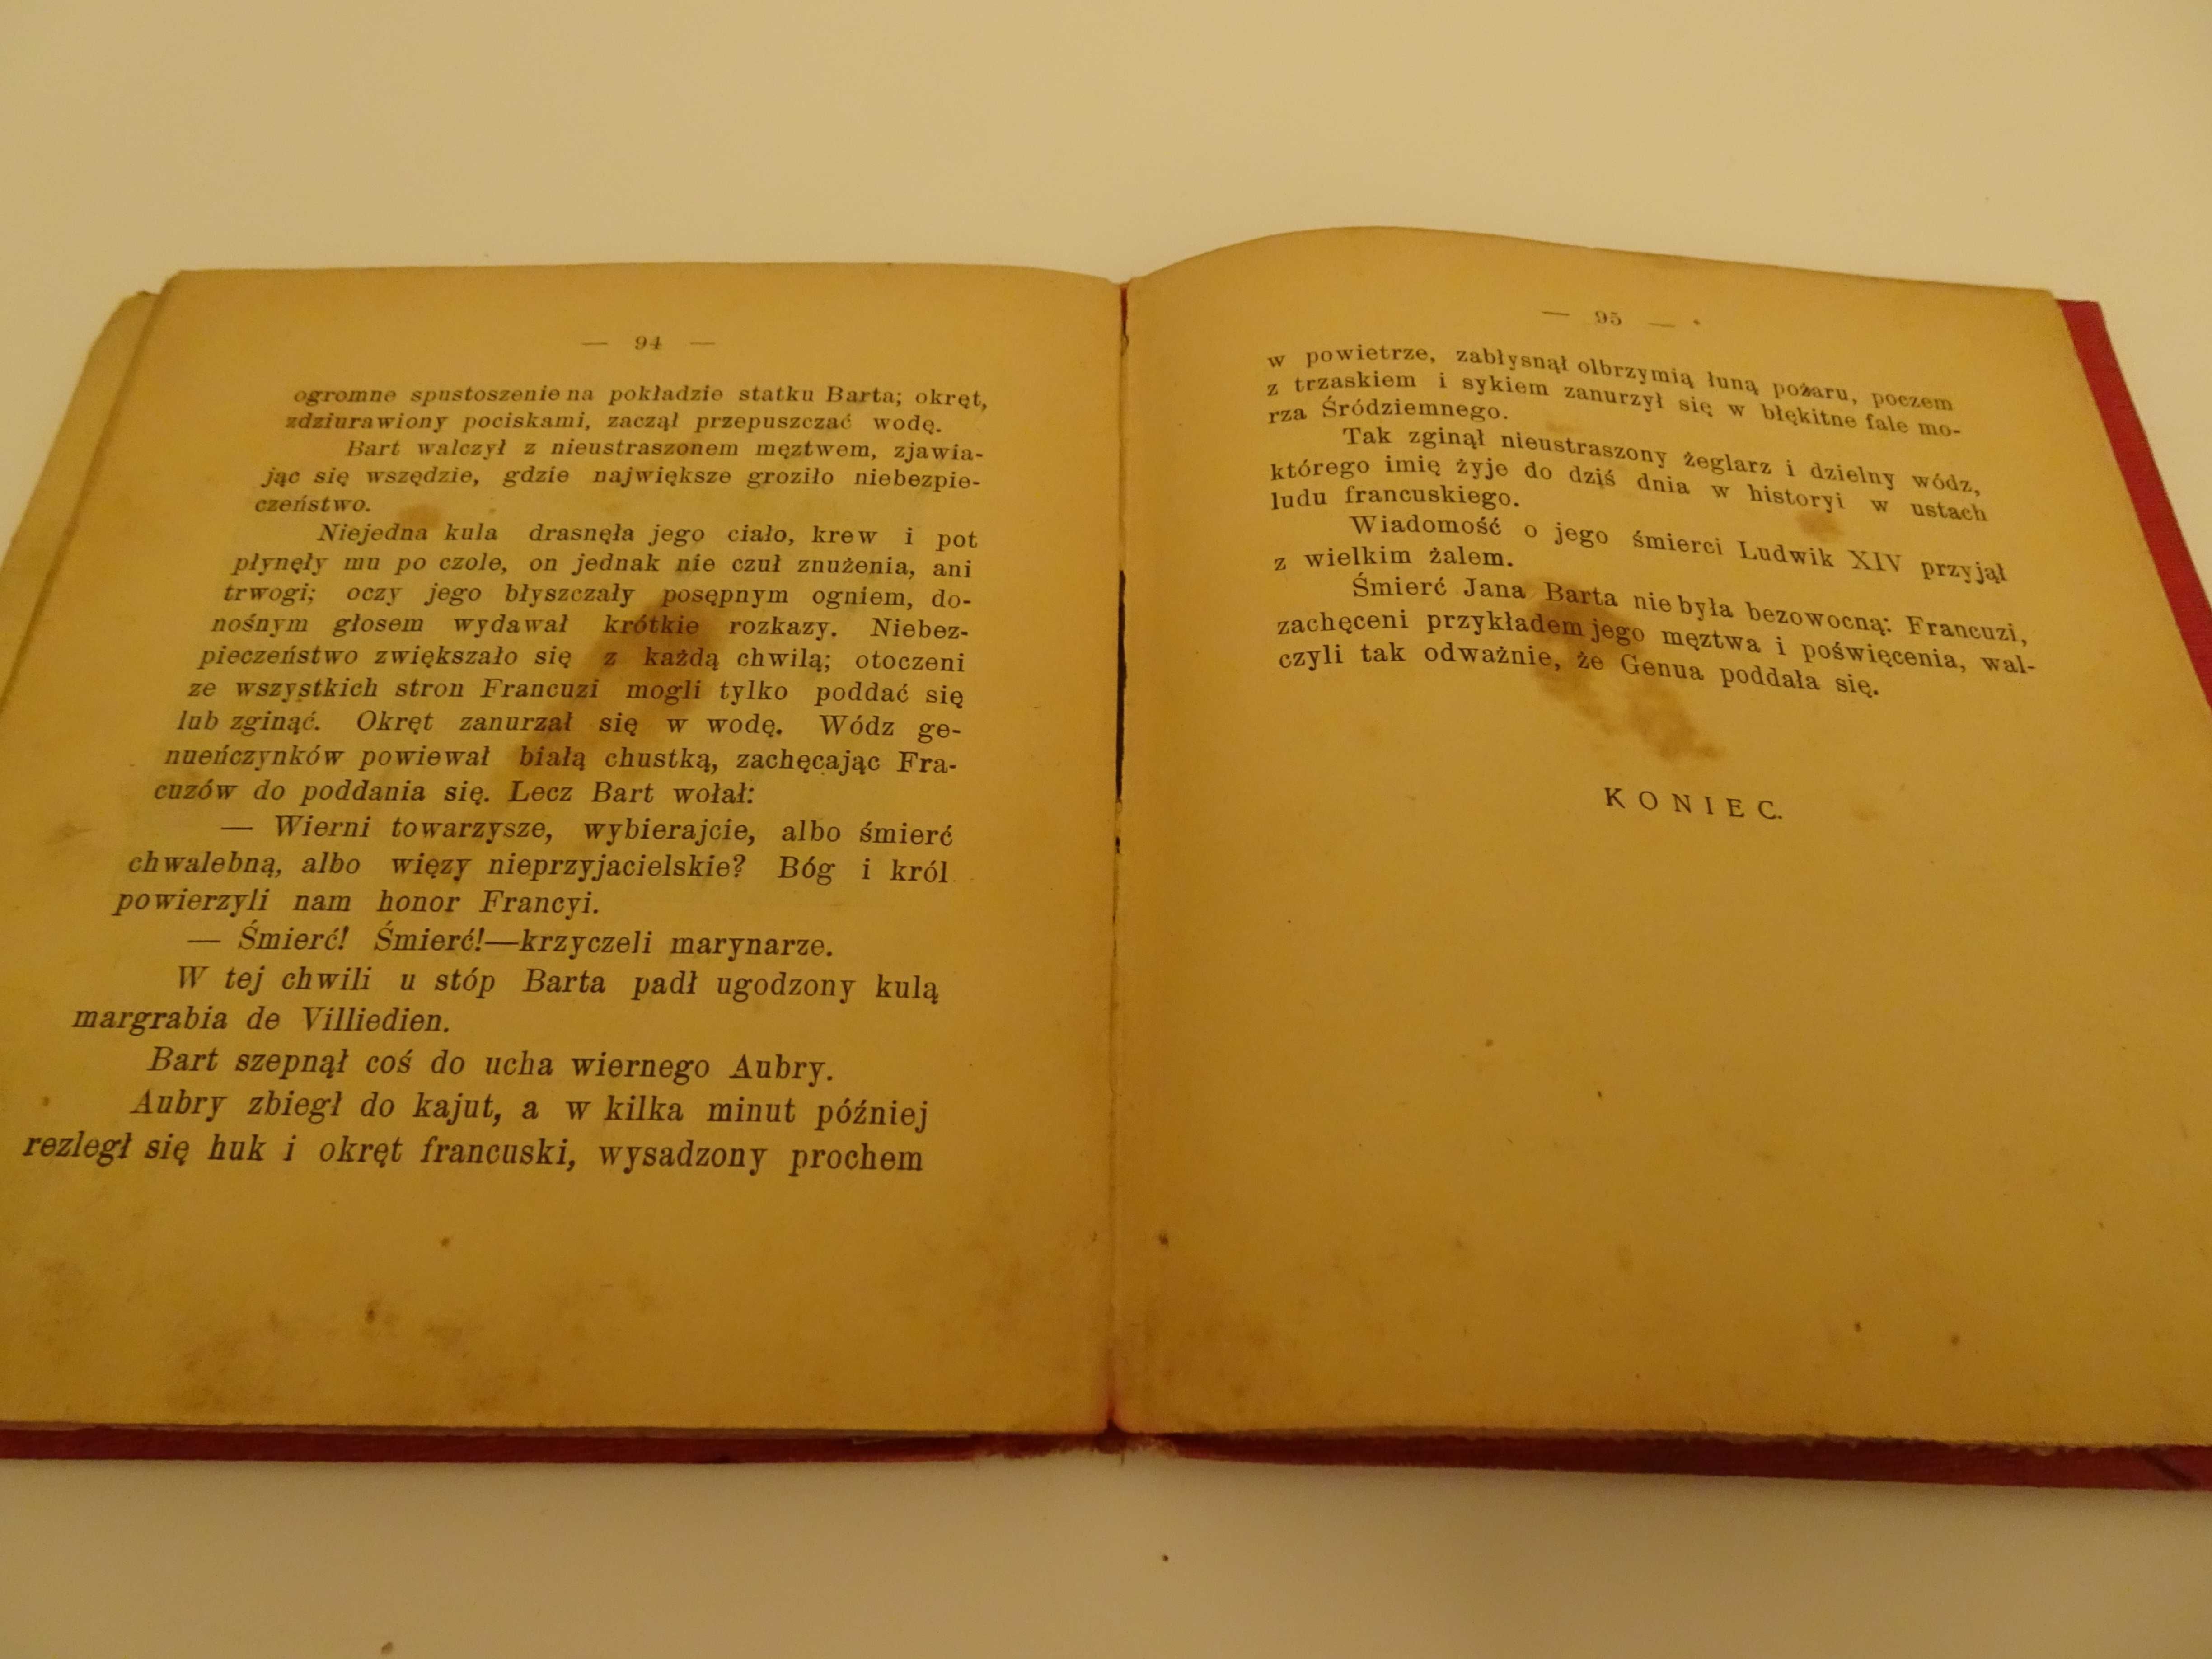 — 94 —
ogromne spustoszenie na pokładzie statku Barta; okręt,
zdziurawiony pociskami, zaczął przepuszczać wodę.
Bart walczył z nieustraszonem męztwem, zjawia-
jąc się wszędzie, gdzie największe groziło niebezpie-
czeństwo.
Niejedna kula drasnęła jego ciało, krew i pot
płynęły mu po czole, on jednak nie czuł znużenia, ani
trwogi; oczy jego błyszczały posępnym ogniem, do-
nośnym głosem wydawał krótkie rozkazy. Niebez-
pieczeństwo zwiększało się z każdą chwilą; otoczeni
ze wszystkich stron Francuzi mogli tylko poddać się
lub zginąć. Okręt zanurzał się w wodę. Wódz ge-
nueńczynków powiewał białą chustką, zachęcając Fra-
cuzów do poddania się. Lecz Bart wołał:
— Wierni towarzysze, wybierajcie, albo śmierć
chwalebną, albo więzy nieprzyjacielskie? Bóg i król
powierzyli nam honor Francyi.
— Śmierć! Śmierć!—krzyczeli marynarze.
W tej chwili u stóp Barta padł ugodzony kulą
margrabia de Villiedien.
Bart szepnął coś do ucha wiernego Aubry.
Aubry zbiegł do kajut, a w kilka minut później
rezległ się huk i okręt francuski, wysadzony prochem
— 95 —
w powietrze, zabłysnął olbrzymią łuną pożaru, poczem
z trzaskiem i sykiem zanurzył się w błękitne fale mo-
rza Śródziemnego.
Tak zginął nieustraszony żeglarz i dzielny wódz,
którego imię żyje do dziś dnia w historyi w ustach
ludu francuskiego.
Wiadomość o jego śmierci Ludwik XIV przyjął
z wielkim żalem.
Śmierć Jana Barta nie była bezowocną: Francuzi,
zachęceni przykładem jego męztwa i poświęcenia, wal-
czyli tak odważnie, że Genua poddała się.
KONIEC.